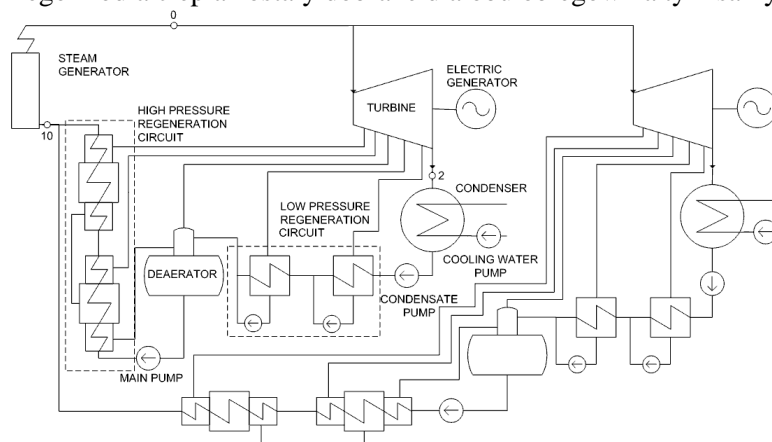 0
STEAM
GENERATOR
10
HIGH PRESSURE
REGENERATION
CIRCUIT
TURBINE
ELECTRIC
GENERATOR
2
CONDENSER
LOW PRESSURE
REGENERATION
CIRCUIT
DEAERATOR
COOLING WATER
PUMP
CONDENSATE
PUMP
MAIN PUMP